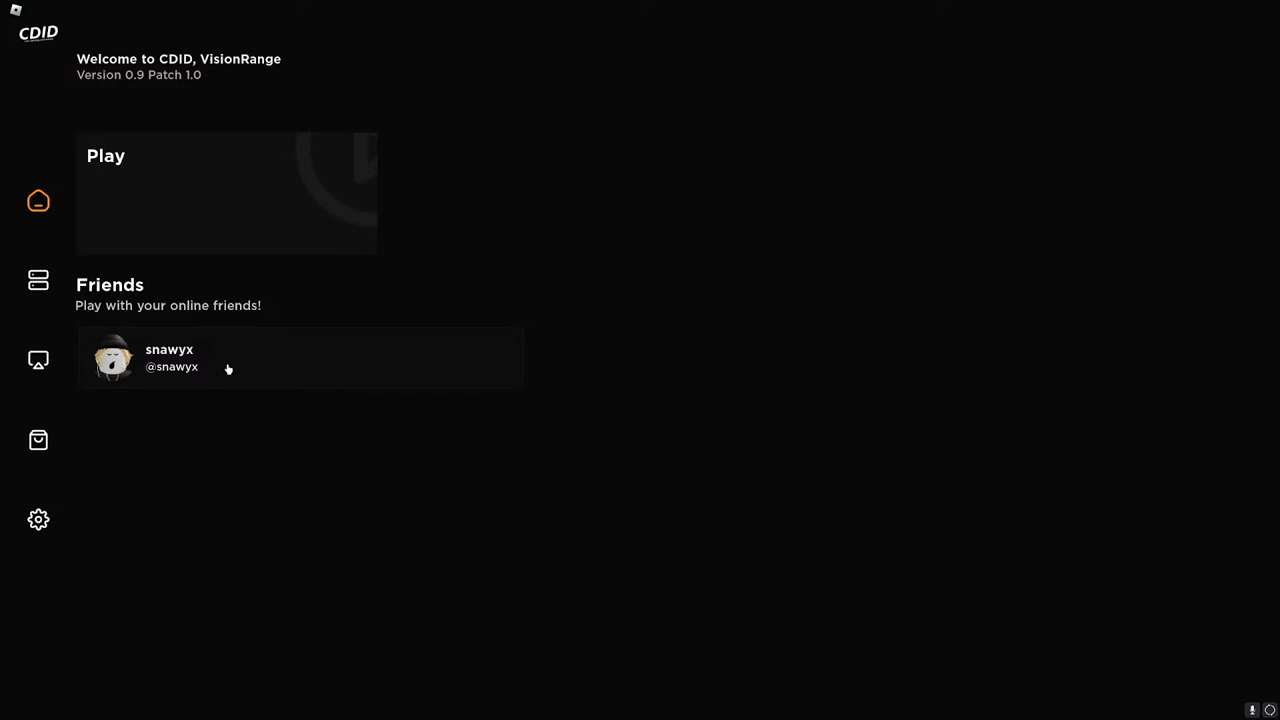 CDID
Welcome to CDID, VisionRange
Version 0.9 Patch 1.0
Play
Friends
Play with your online friends!
snawyx
@snawyx